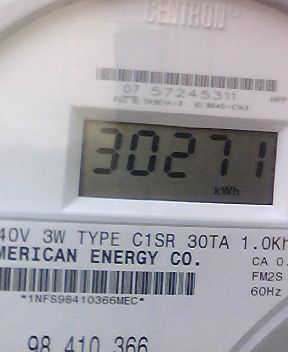 CENTRON®
07 57245311
30271
kWh
40V 3W TYPE C1SR 30TA 1.0Kh
MERICAN ENERGY CO.
CA 0.
FM2S
60Hz
*1NFS98410366MEC*
98 410 366